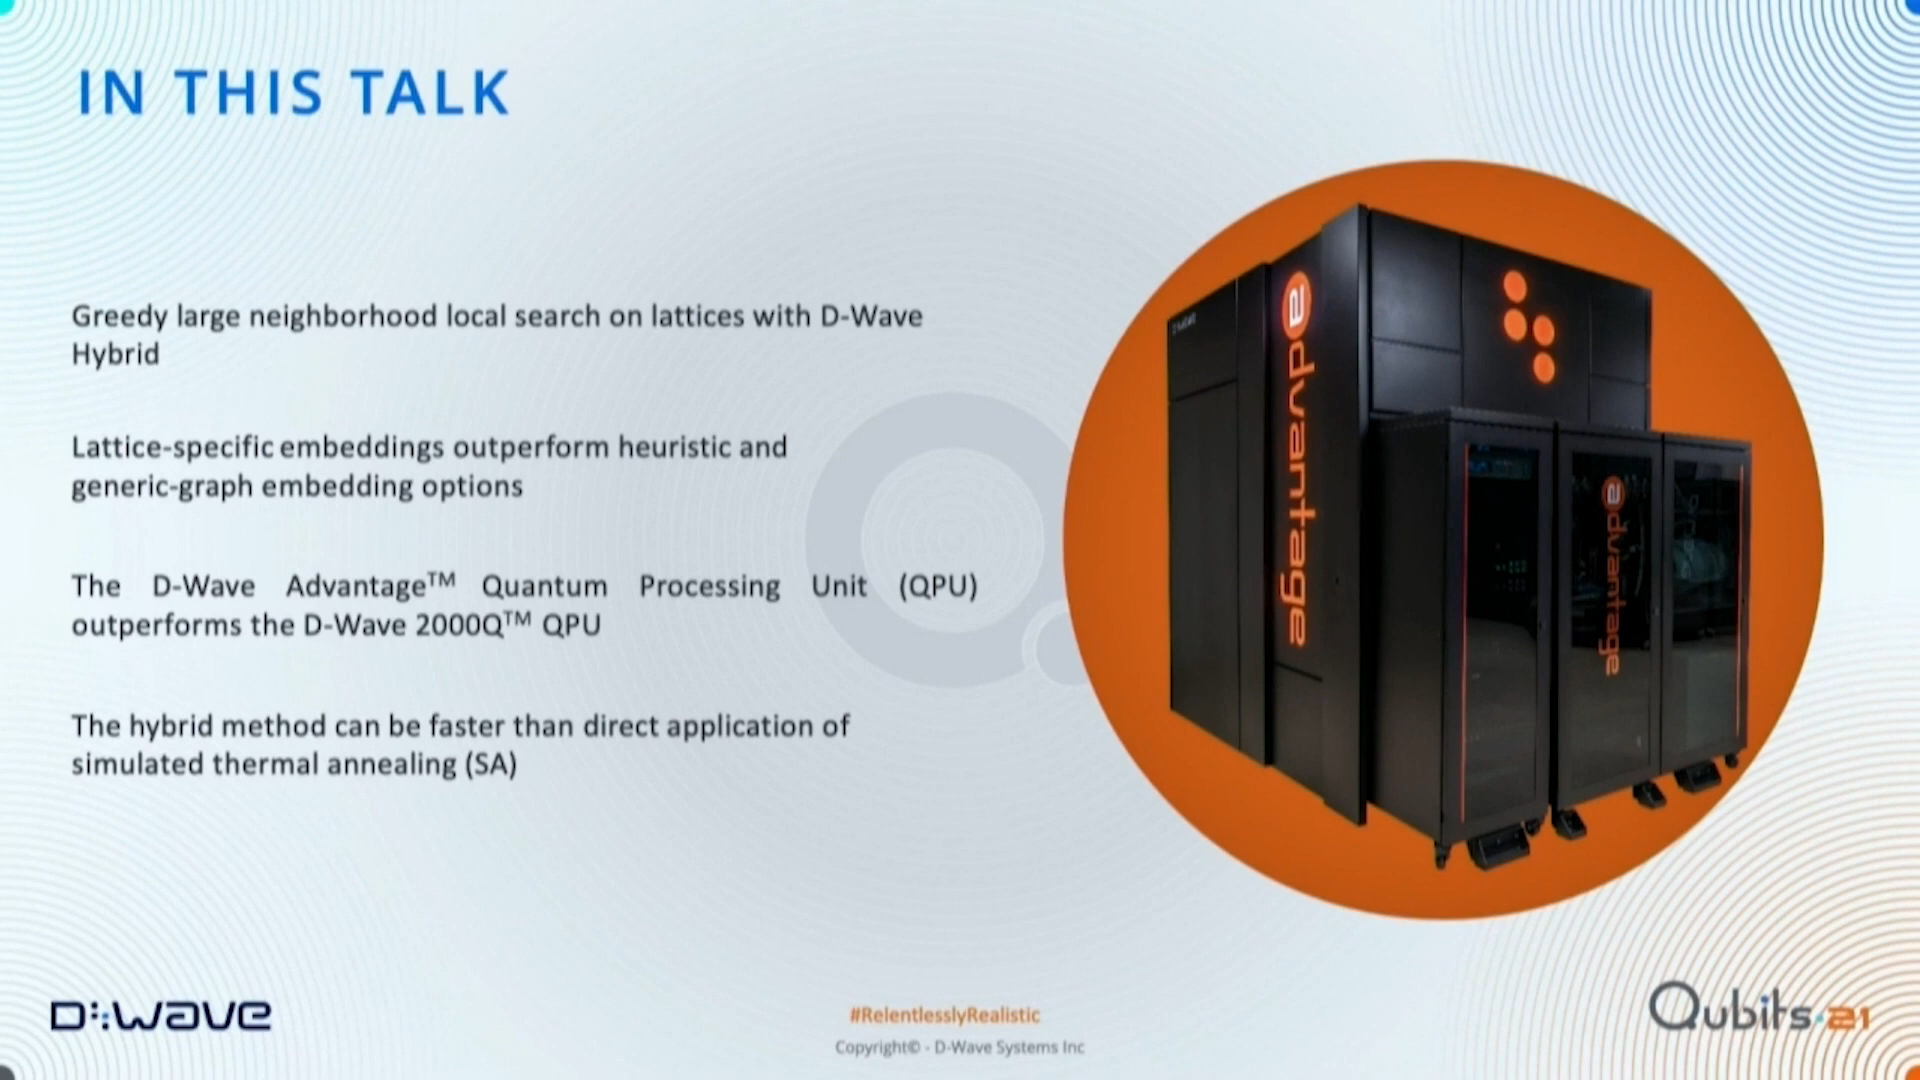 IN THIS TALK
Greedy large neighborhood local search on lattices with D-Wave
Hybrid
Lattice-specific embeddings outperform heuristic and
generic-graph embedding options
The D-Wave Advantage™ Quantum Processing Unit (QPU)
outperforms the D-Wave 2000Q™ QPU
The hybrid method can be faster than direct application of
simulated thermal annealing (SA)
D-WAVE
advantage
advantage
D:WAVE
#RelentlesslyRealistic
Copyright© - D-Wave Systems Inc
Qubits 21